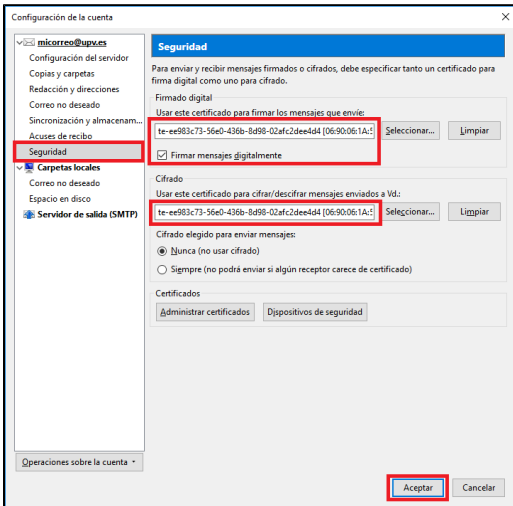 Configuración de la cuenta
micorreo@upv.es
Configuración del servidor
Copias y carpetas
Redacción y direcciones
Correo no deseado
Sincronización y almacenam...
Acuses de recibo
Seguridad
Carpetas locales
Correo no deseado
Espacio en disco
Servidor de salida (SMTP)
Operaciones sobre la cuenta
Seguridad
Para enviar y recibir mensajes firmados o cifrados, debe especificar tanto un certificado para
firma digital como uno para cifrado.
Firmado digital
Usar este certificado para firmar los mensajes que envíe:
te-ee983c73-56e0-436b-8d98-02afc2dee4d4 [06:90:06:1A:5
Seleccionar...
Limpiar
Firmar mensajes digitalmente
Cifrado
Usar este certificado para cifrar/descifrar mensajes enviados a Vd.:
te-ee983c73-56e0-436b-8d98-02afc2dee4d4 [06:90:06:1A:5
Seleccionar...
Limpiar
Cifrado elegido para enviar mensajes:
Nunca (no usar cifrado)
Siempre (no podrá enviar si algún receptor carece de certificado)
Certificados
Administrar certificados
Dispositivos de seguridad
Aceptar
Cancelar